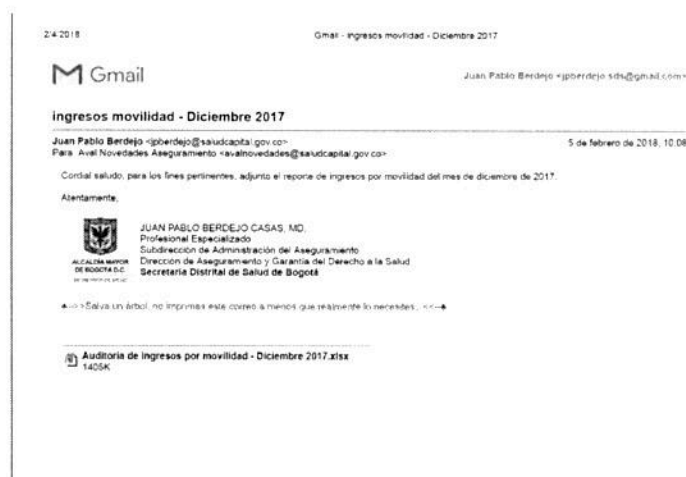 2/4/2018 Gmail - ingresos movilidad - Diciembre 2017
Gmail Juan Pablo Berdejo <jpberdejo.sds@gmail.com>
ingresos movilidad - Diciembre 2017
Juan Pablo Berdejo <jpberdejo@saludcapital.gov.co> 5 de febrero de 2018, 10:08
Para: Aval Novedades Aseguramiento <avalnovedades@saludcapital.gov.co>
Cordial saludo, para los fines pertinentes, adjunto el reporte de ingresos por movilidad del mes de diciembre de 2017.
Atentamente,
JUAN PABLO BERDEJO CASAS, MD.
Profesional Especializado
Subdirección de Administración del Aseguramiento
Dirección de Aseguramiento y Garantía del Derecho a la Salud
Secretaría Distrital de Salud de Bogotá
ALCALDÍA MAYOR
DE BOGOTÁ D.C.
♣-->>Salva un árbol, no imprimas este correo a menos que realmente lo necesites; <<--♣
Auditoria de ingresos por movilidad - Diciembre 2017.xlsx
1405K